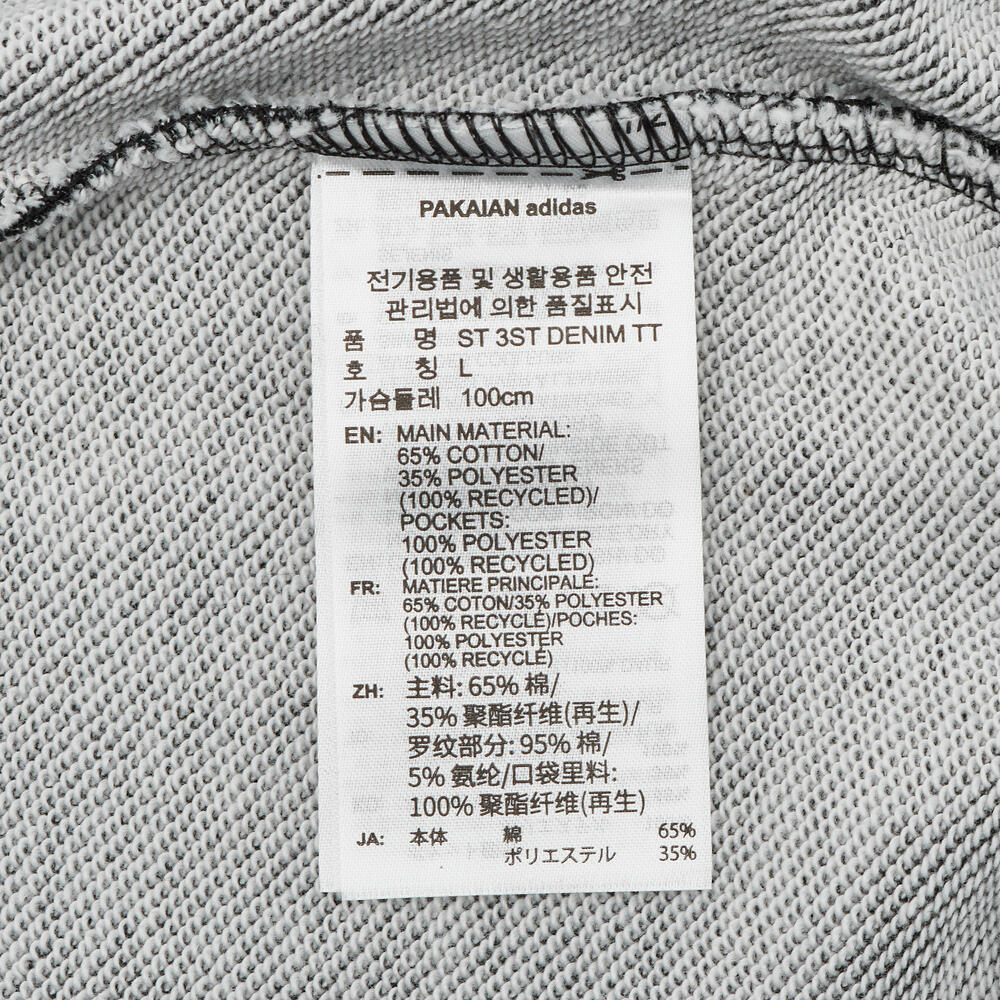 PAKAIAN adidas
전기용품 및 생활용품 안전
관리법에 의한 품질표시
품 명 ST 3ST DENIM TT
호 칭 L
가슴둘레 100cm
EN: MAIN MATERIAL:
65% COTTON/
35% POLYESTER
(100% RECYCLED)/
POCKETS:
100% POLYESTER
(100% RECYCLED)
FR: MATIERE PRINCIPALE:
65% COTON/35% POLYESTER
(100% RECYCLÉ)/POCHES:
100% POLYESTER
(100% RECYCLÉ)
ZH: 主料: 65% 棉/
35% 聚酯纤维(再生)/
罗纹部分: 95% 棉/
5% 氨纶/口袋里料:
100% 聚酯纤维(再生)
JA: 本体 綿 65%
ポリエステル 35%